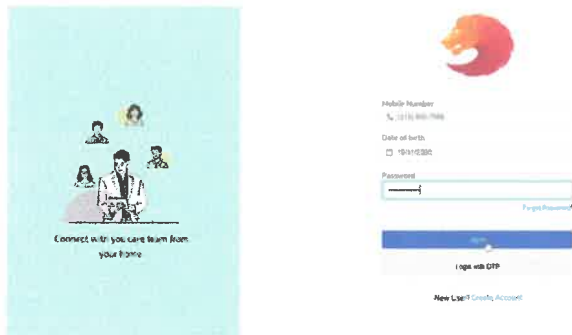 Connect with you care team from
your home
Mobile Number
Date of birth
Password
Forgot Password?
Login with OTP
New User? Create Account